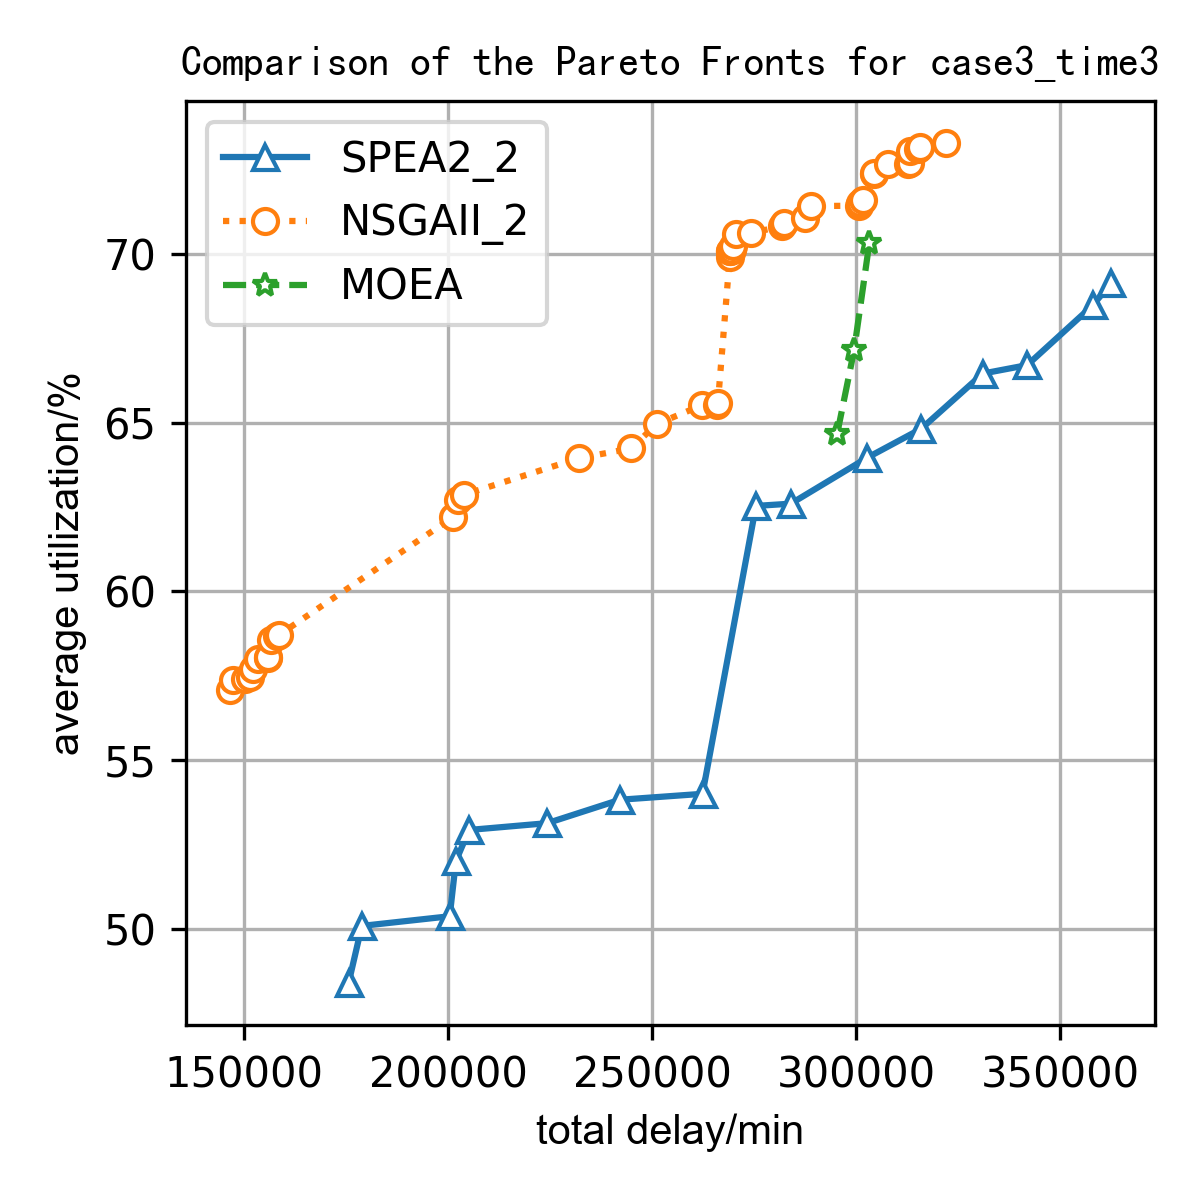 Comparison of the Pareto Fronts for case3_time3
SPEA2_2
NSGAII_2
MOEA
70
65
60
55
50
average utilization/%
150000 200000 250000 300000 350000
total delay/min